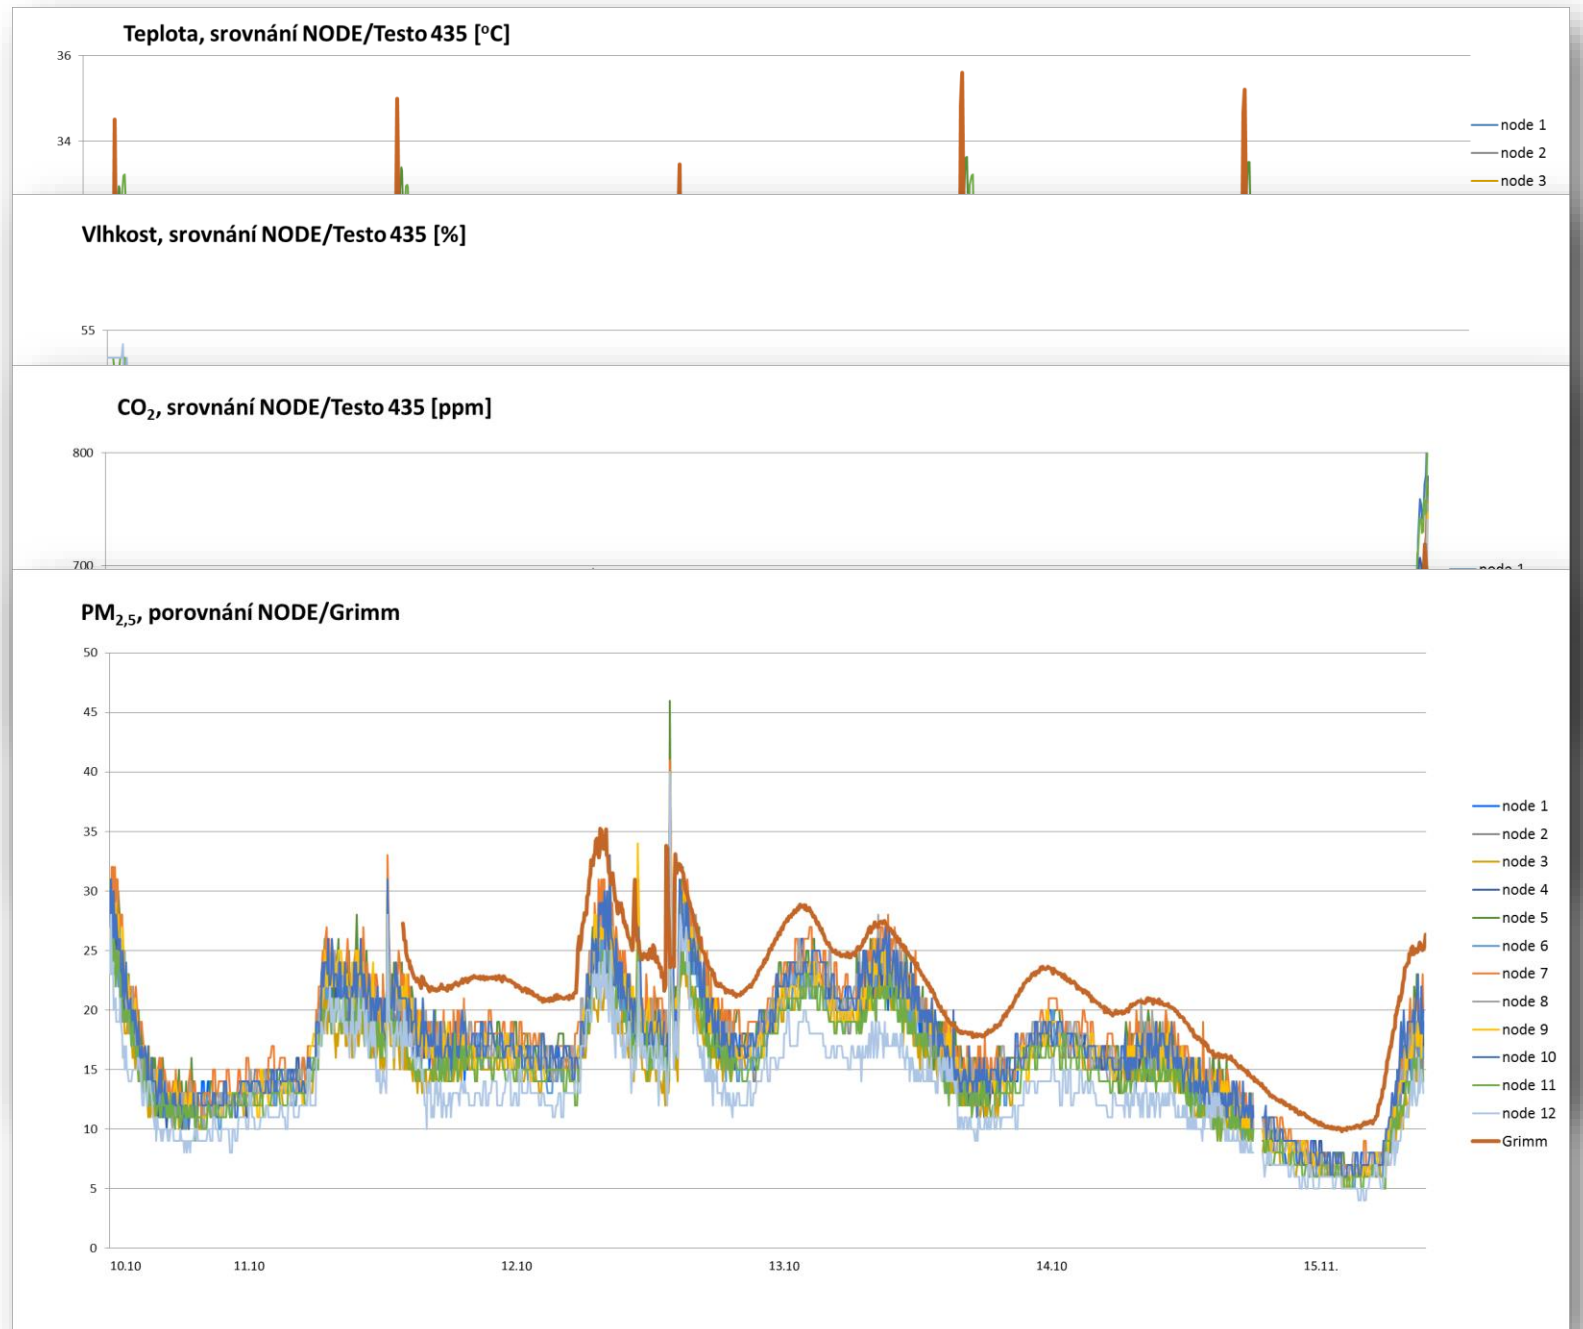 Teplota, srovnání NODE/Testo 435 [°C]
36
34
node 1
node 2
node 3
Vlhkost, srovnání NODE/Testo 435 [%]
55
CO₂, srovnání NODE/Testo 435 [ppm]
800
700
node 1
PM₂,₅, porovnání NODE/Grimm
50
45
40
35
30
25
20
15
10
5
0
10.10 11.10 12.10 13.10 14.10 15.11.
node 1
node 2
node 3
node 4
node 5
node 6
node 7
node 8
node 9
node 10
node 11
node 12
Grimm